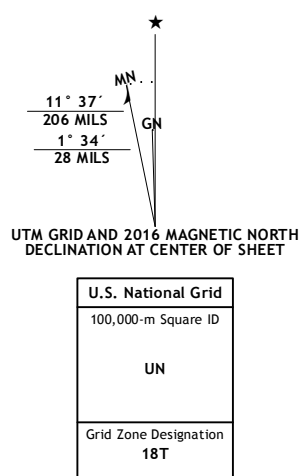 MN
GN
11° 37´
206 MILS
1° 34´
28 MILS
UTM GRID AND 2016 MAGNETIC NORTH
DECLINATION AT CENTER OF SHEET
U.S. National Grid
100,000-m Square ID
UN
Grid Zone Designation
18T